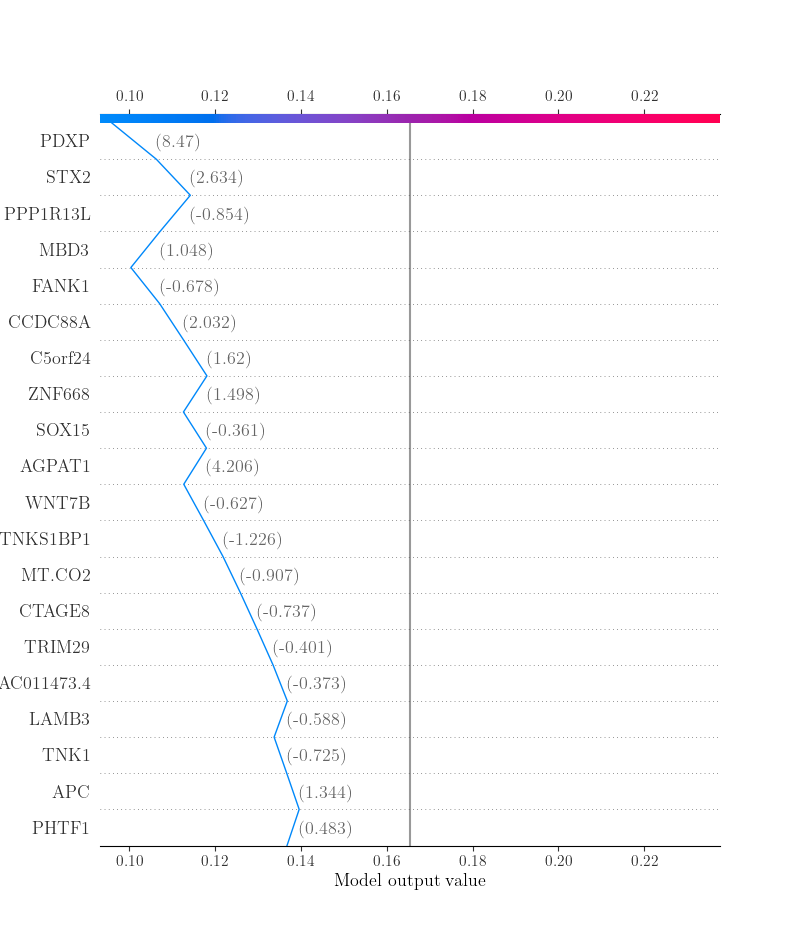 0.10 0.12 0.14 0.16 0.18 0.20 0.22
PDXP (8.47)
STX2 (2.634)
PPP1R13L (-0.854)
MBD3 (1.048)
FANK1 (-0.678)
CCDC88A (2.032)
C5orf24 (1.62)
ZNF668 (1.498)
SOX15 (-0.361)
AGPAT1 (4.206)
WNT7B (-0.627)
TNKS1BP1 (-1.226)
MT.CO2 (-0.907)
CTAGE8 (-0.737)
TRIM29 (-0.401)
AC011473.4 (-0.373)
LAMB3 (-0.588)
TNK1 (-0.725)
APC (1.344)
PHTF1 (0.483)
0.10 0.12 0.14 0.16 0.18 0.20 0.22
Model output value